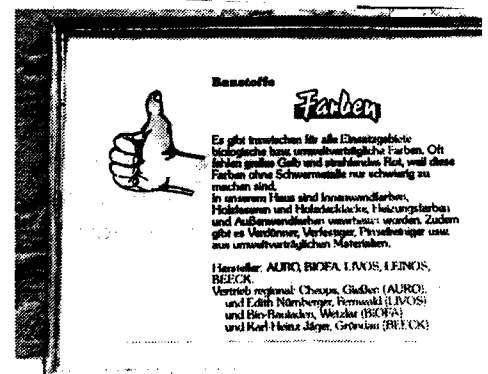 Baustoffe
Farben
Es gibt inzwischen für alle Einsatzgebiete
biologische bzw. umweltverträgliche Farben. Oft
fehlen grelles Gelb und strahlendes Rot, weil diese
Farben ohne Schwermetalle nur schwierig zu
machen sind.
In unserem Haus sind Innenwandfarben,
Holzlasuren und Holzdecklacke, Heizungsfarben
und Außenwandfarben verarbeitet worden. Zudem
gibt es Verdünner, Verfestiger, Pinselreiniger usw.
aus umweltverträglichen Materialien.
Hersteller: AURO, BIOFA, LIVOS, LEINOS,
BEECK.
Vertrieb regional: Cheops, Gießen (AURO),
und Edith Nürnberger, Fernwald (LIVOS)
und Bio-Bauladen, Wetzlar (BIOFA)
und Karl-Heinz Jäger, Gründau (BEECK)